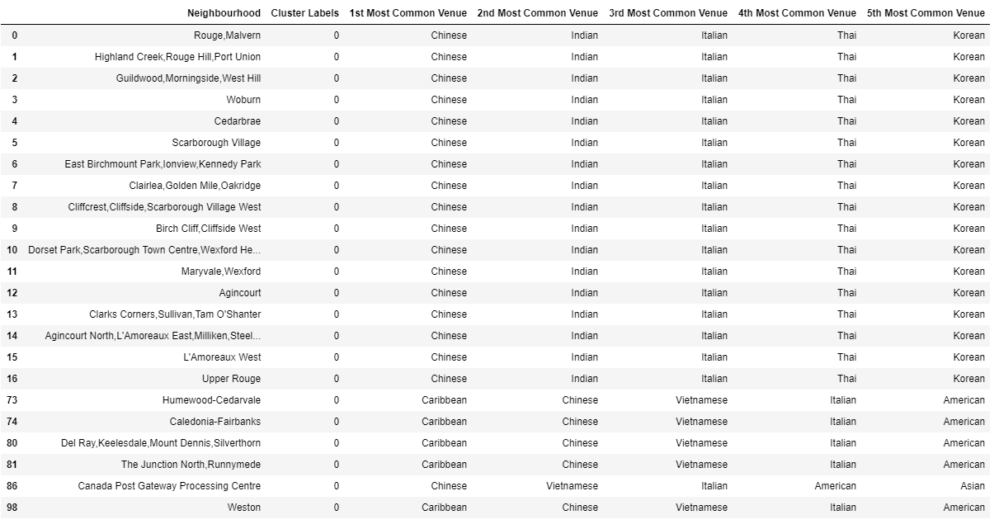 Neighbourhood Cluster Labels 1st Most Common Venue 2nd Most Common Venue 3rd Most Common Venue 4th Most Common Venue 5th Most Common Venue
0 Rouge,Malvern 0 Chinese Indian Italian Thai Korean
1 Highland Creek,Rouge Hill,Port Union 0 Chinese Indian Italian Thai Korean
2 Guildwood,Morningside,West Hill 0 Chinese Indian Italian Thai Korean
3 Woburn 0 Chinese Indian Italian Thai Korean
4 Cedarbrae 0 Chinese Indian Italian Thai Korean
5 Scarborough Village 0 Chinese Indian Italian Thai Korean
6 East Birchmount Park,Ionview,Kennedy Park 0 Chinese Indian Italian Thai Korean
7 Clairlea,Golden Mile,Oakridge 0 Chinese Indian Italian Thai Korean
8 Cliffcrest,Cliffside,Scarborough Village West 0 Chinese Indian Italian Thai Korean
9 Birch Cliff,Cliffside West 0 Chinese Indian Italian Thai Korean
10 Dorset Park,Scarborough Town Centre,Wexford He... 0 Chinese Indian Italian Thai Korean
11 Maryvale,Wexford 0 Chinese Indian Italian Thai Korean
12 Agincourt 0 Chinese Indian Italian Thai Korean
13 Clarks Corners,Sullivan,Tam O'Shanter 0 Chinese Indian Italian Thai Korean
14 Agincourt North,L'Amoreaux East,Milliken,Steel... 0 Chinese Indian Italian Thai Korean
15 L'Amoreaux West 0 Chinese Indian Italian Thai Korean
16 Upper Rouge 0 Chinese Indian Italian Thai Korean
73 Humewood-Cedarvale 0 Caribbean Chinese Vietnamese Italian American
74 Caledonia-Fairbanks 0 Caribbean Chinese Vietnamese Italian American
80 Del Ray,Keelesdale,Mount Dennis,Silverthorn 0 Caribbean Chinese Vietnamese Italian American
81 The Junction North,Runnymede 0 Caribbean Chinese Vietnamese Italian American
86 Canada Post Gateway Processing Centre 0 Chinese Vietnamese Italian American Asian
98 Weston 0 Caribbean Chinese Vietnamese Italian American